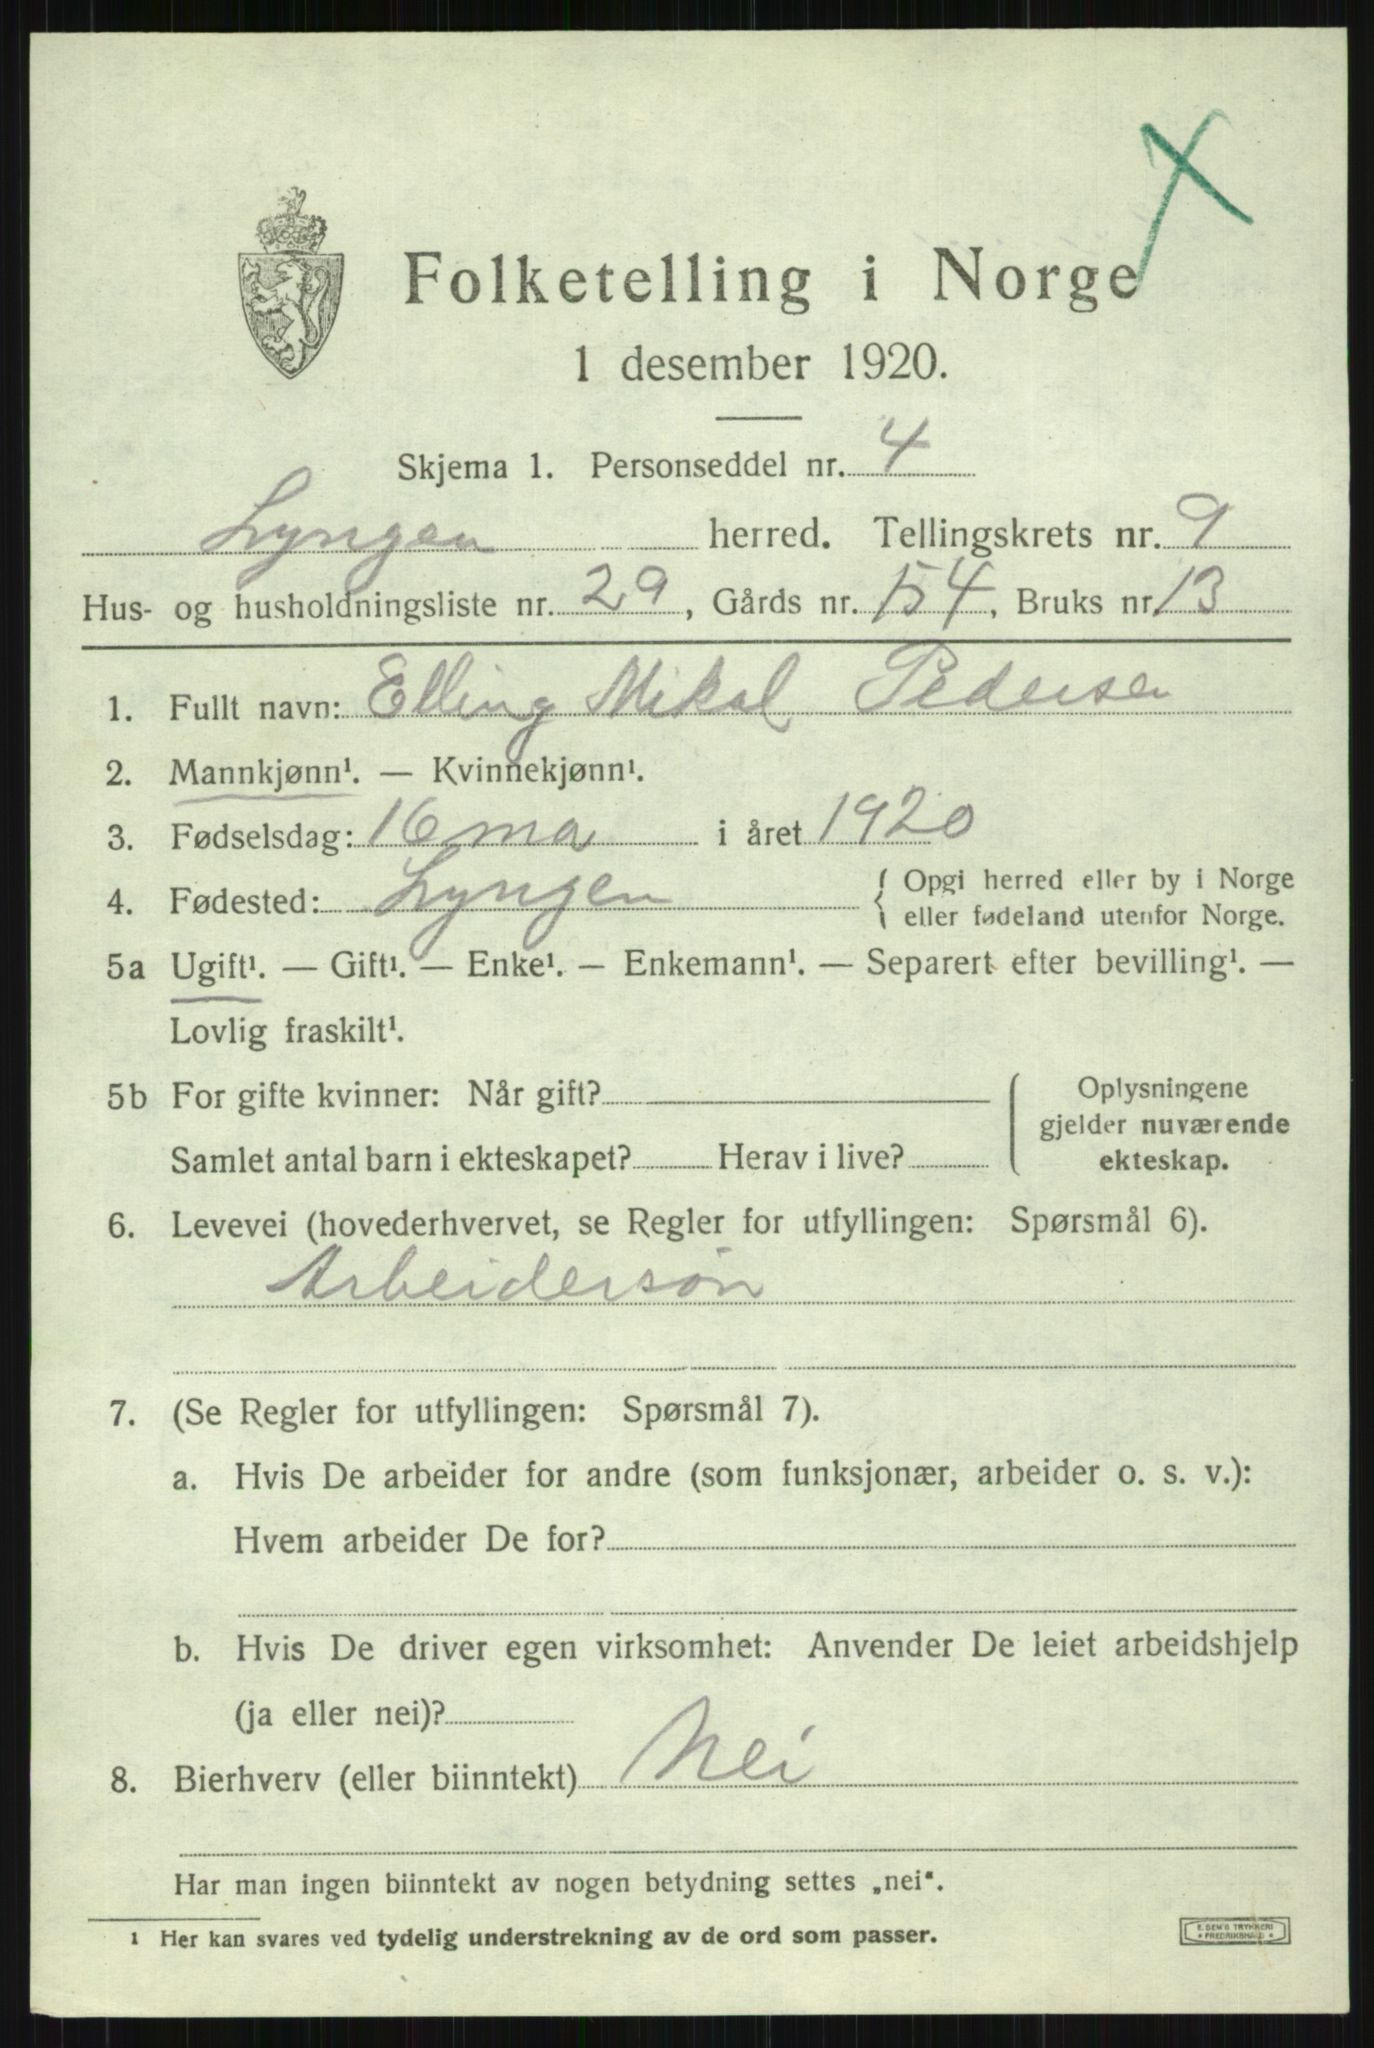 Folketelling i Norge
1 desember 1920.
Skjema 1. Personseddel nr. 4
Lyngen herred. Tellingskrets nr. 9
Hus- og husholdningsliste nr. 29, Gårds nr. 54, Bruks nr. 13
1. Fullt navn: Elling Mikal Pedersen
2. Mannkjønn¹. — Kvinnekjønn¹.
3. Fødselsdag: 16 ma i året 1920
4. Fødested: Lyngen { Opgi herred eller by i Norge
eller fødeland utenfor Norge.
5a Ugift¹. — Gift¹. — Enke¹. — Enkemann¹. — Separert efter bevilling¹. —
Lovlig fraskilt¹.
5b For gifte kvinner: Når gift?
Samlet antal barn i ekteskapet? Herav i live?
Oplysningene
gjelder nuværende
ekteskap.
6. Levevei (hovederhvervet, se Regler for utfyllingen: Spørsmål 6).
Arbeidersøn
7. (Se Regler for utfyllingen: Spørsmål 7).
a. Hvis De arbeider for andre (som funksjonær, arbeider o. s. v.):
Hvem arbeider De for?
b. Hvis De driver egen virksomhet: Anvender De leiet arbeidshjelp
(ja eller nei)?
8. Bierhverv (eller biinntekt) Nei
Har man ingen biinntekt av nogen betydning settes „nei".
1 Her kan svares ved tydelig understrekning av de ord som passer.
E. SEM'S TRYKKERI
FREDRIKSHALD